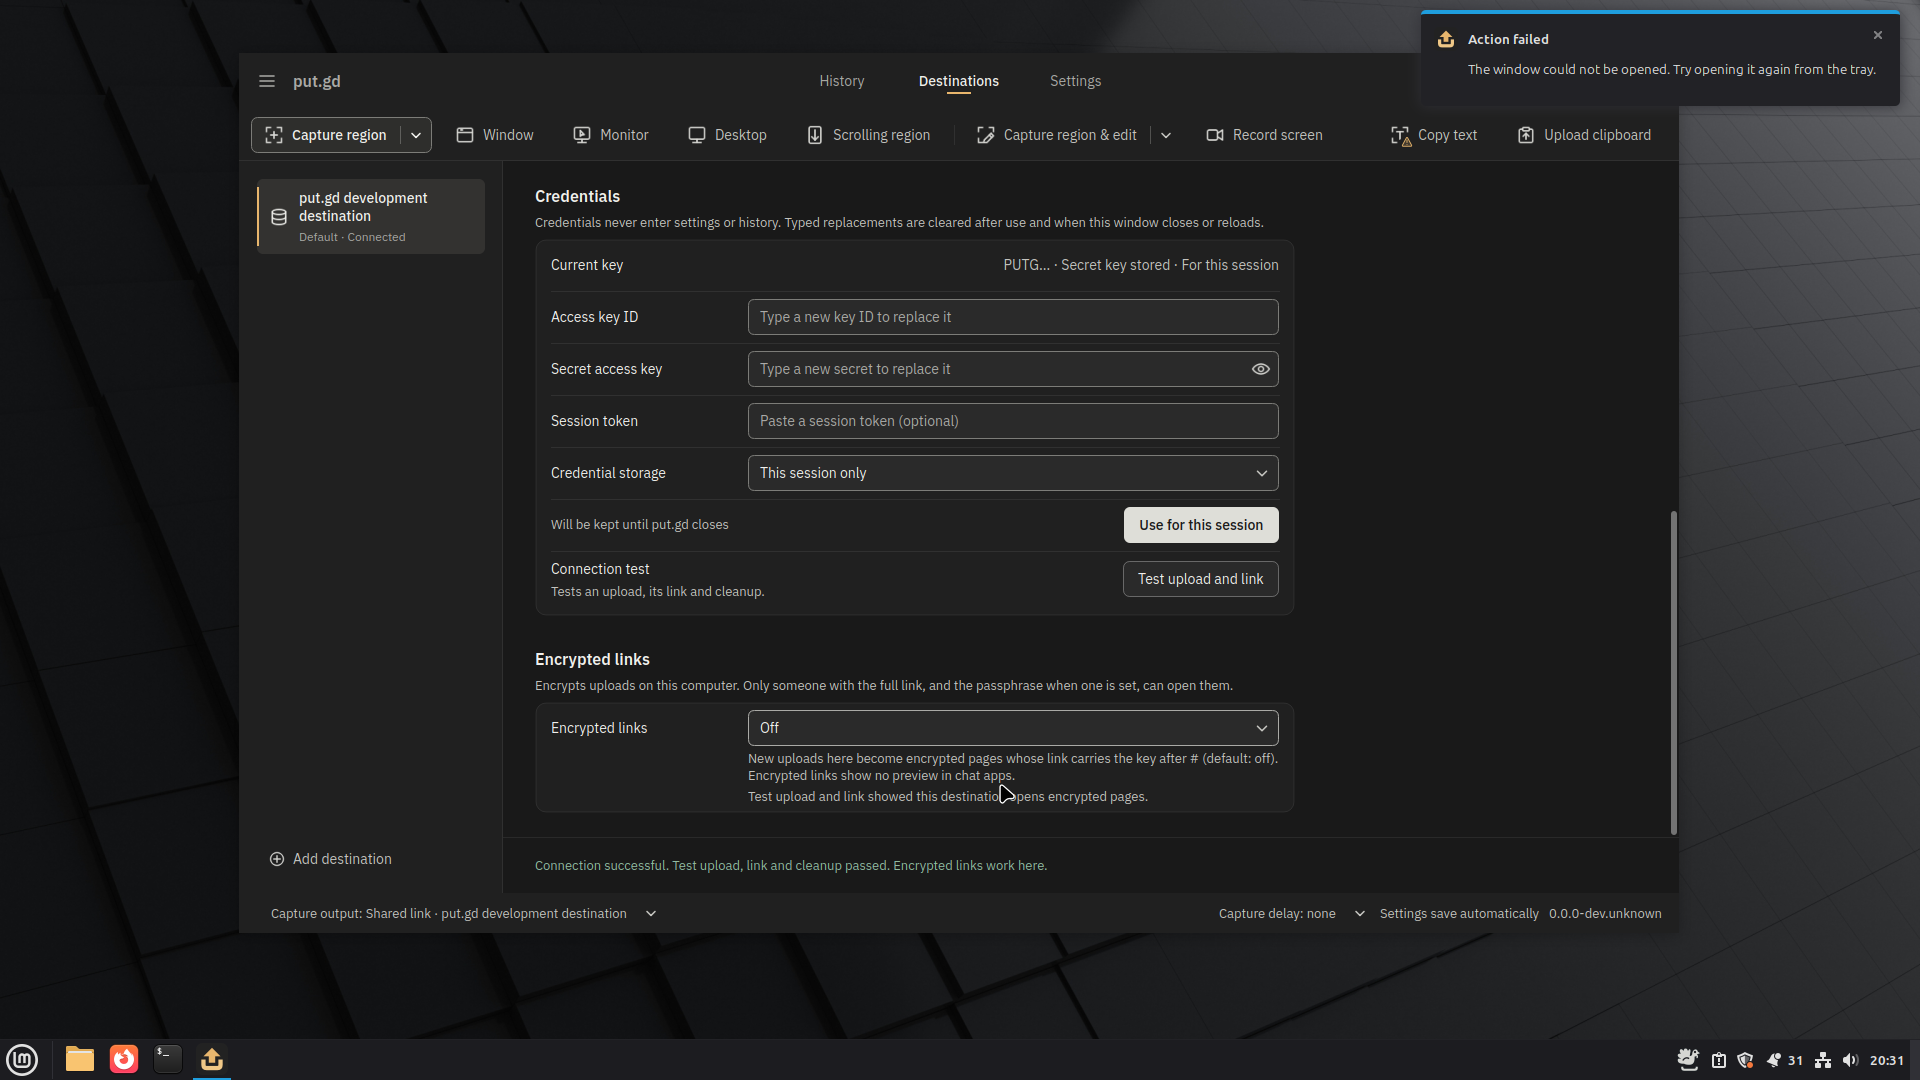 Action failed
The window could not be opened. Try opening it again from the tray.
put.gd
History
Destinations
Settings
Capture region
Window
Monitor
Desktop
Scrolling region
Capture region & edit
Record screen
Copy text
Upload clipboard
put.gd development
destination
Default · Connected
Add destination
Credentials
Credentials never enter settings or history. Typed replacements are cleared after use and when this window closes or reloads.
Current key
PUTG... · Secret key stored · For this session
Access key ID
Type a new key ID to replace it
Secret access key
Type a new secret to replace it
Session token
Paste a session token (optional)
Credential storage
This session only
Will be kept until put.gd closes
Use for this session
Connection test
Tests an upload, its link and cleanup.
Test upload and link
Encrypted links
Encrypts uploads on this computer. Only someone with the full link, and the passphrase when one is set, can open them.
Encrypted links
Off
New uploads here become encrypted pages whose link carries the key after # (default: off).
Encrypted links show no preview in chat apps.
Test upload and link showed this destination opens encrypted pages.
Connection successful. Test upload, link and cleanup passed. Encrypted links work here.
Capture output: Shared link · put.gd development destination
Capture delay: none
Settings save automatically
0.0.0-dev.unknown
31
20:31